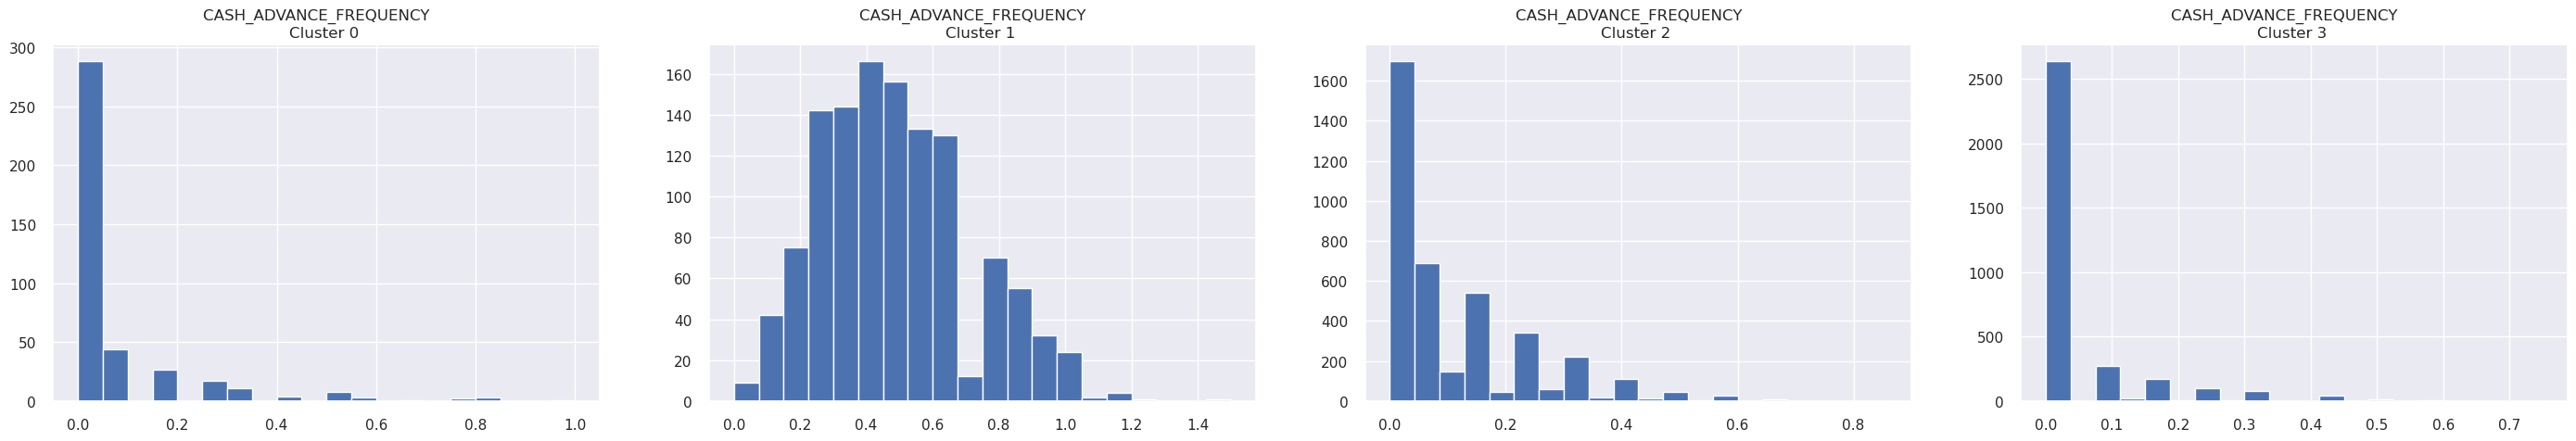 CASH_ADVANCE_FREQUENCY
Cluster 0
300
250
200
150
100
50
0
0.0 0.2 0.4 0.6 0.8 1.0
CASH_ADVANCE_FREQUENCY
Cluster 1
160
140
120
100
80
60
40
20
0
0.0 0.2 0.4 0.6 0.8 1.0 1.2 1.4
CASH_ADVANCE_FREQUENCY
Cluster 2
1600
1400
1200
1000
800
600
400
200
0
0.0 0.2 0.4 0.6 0.8
CASH_ADVANCE_FREQUENCY
Cluster 3
2500
2000
1500
1000
500
0
0.0 0.1 0.2 0.3 0.4 0.5 0.6 0.7